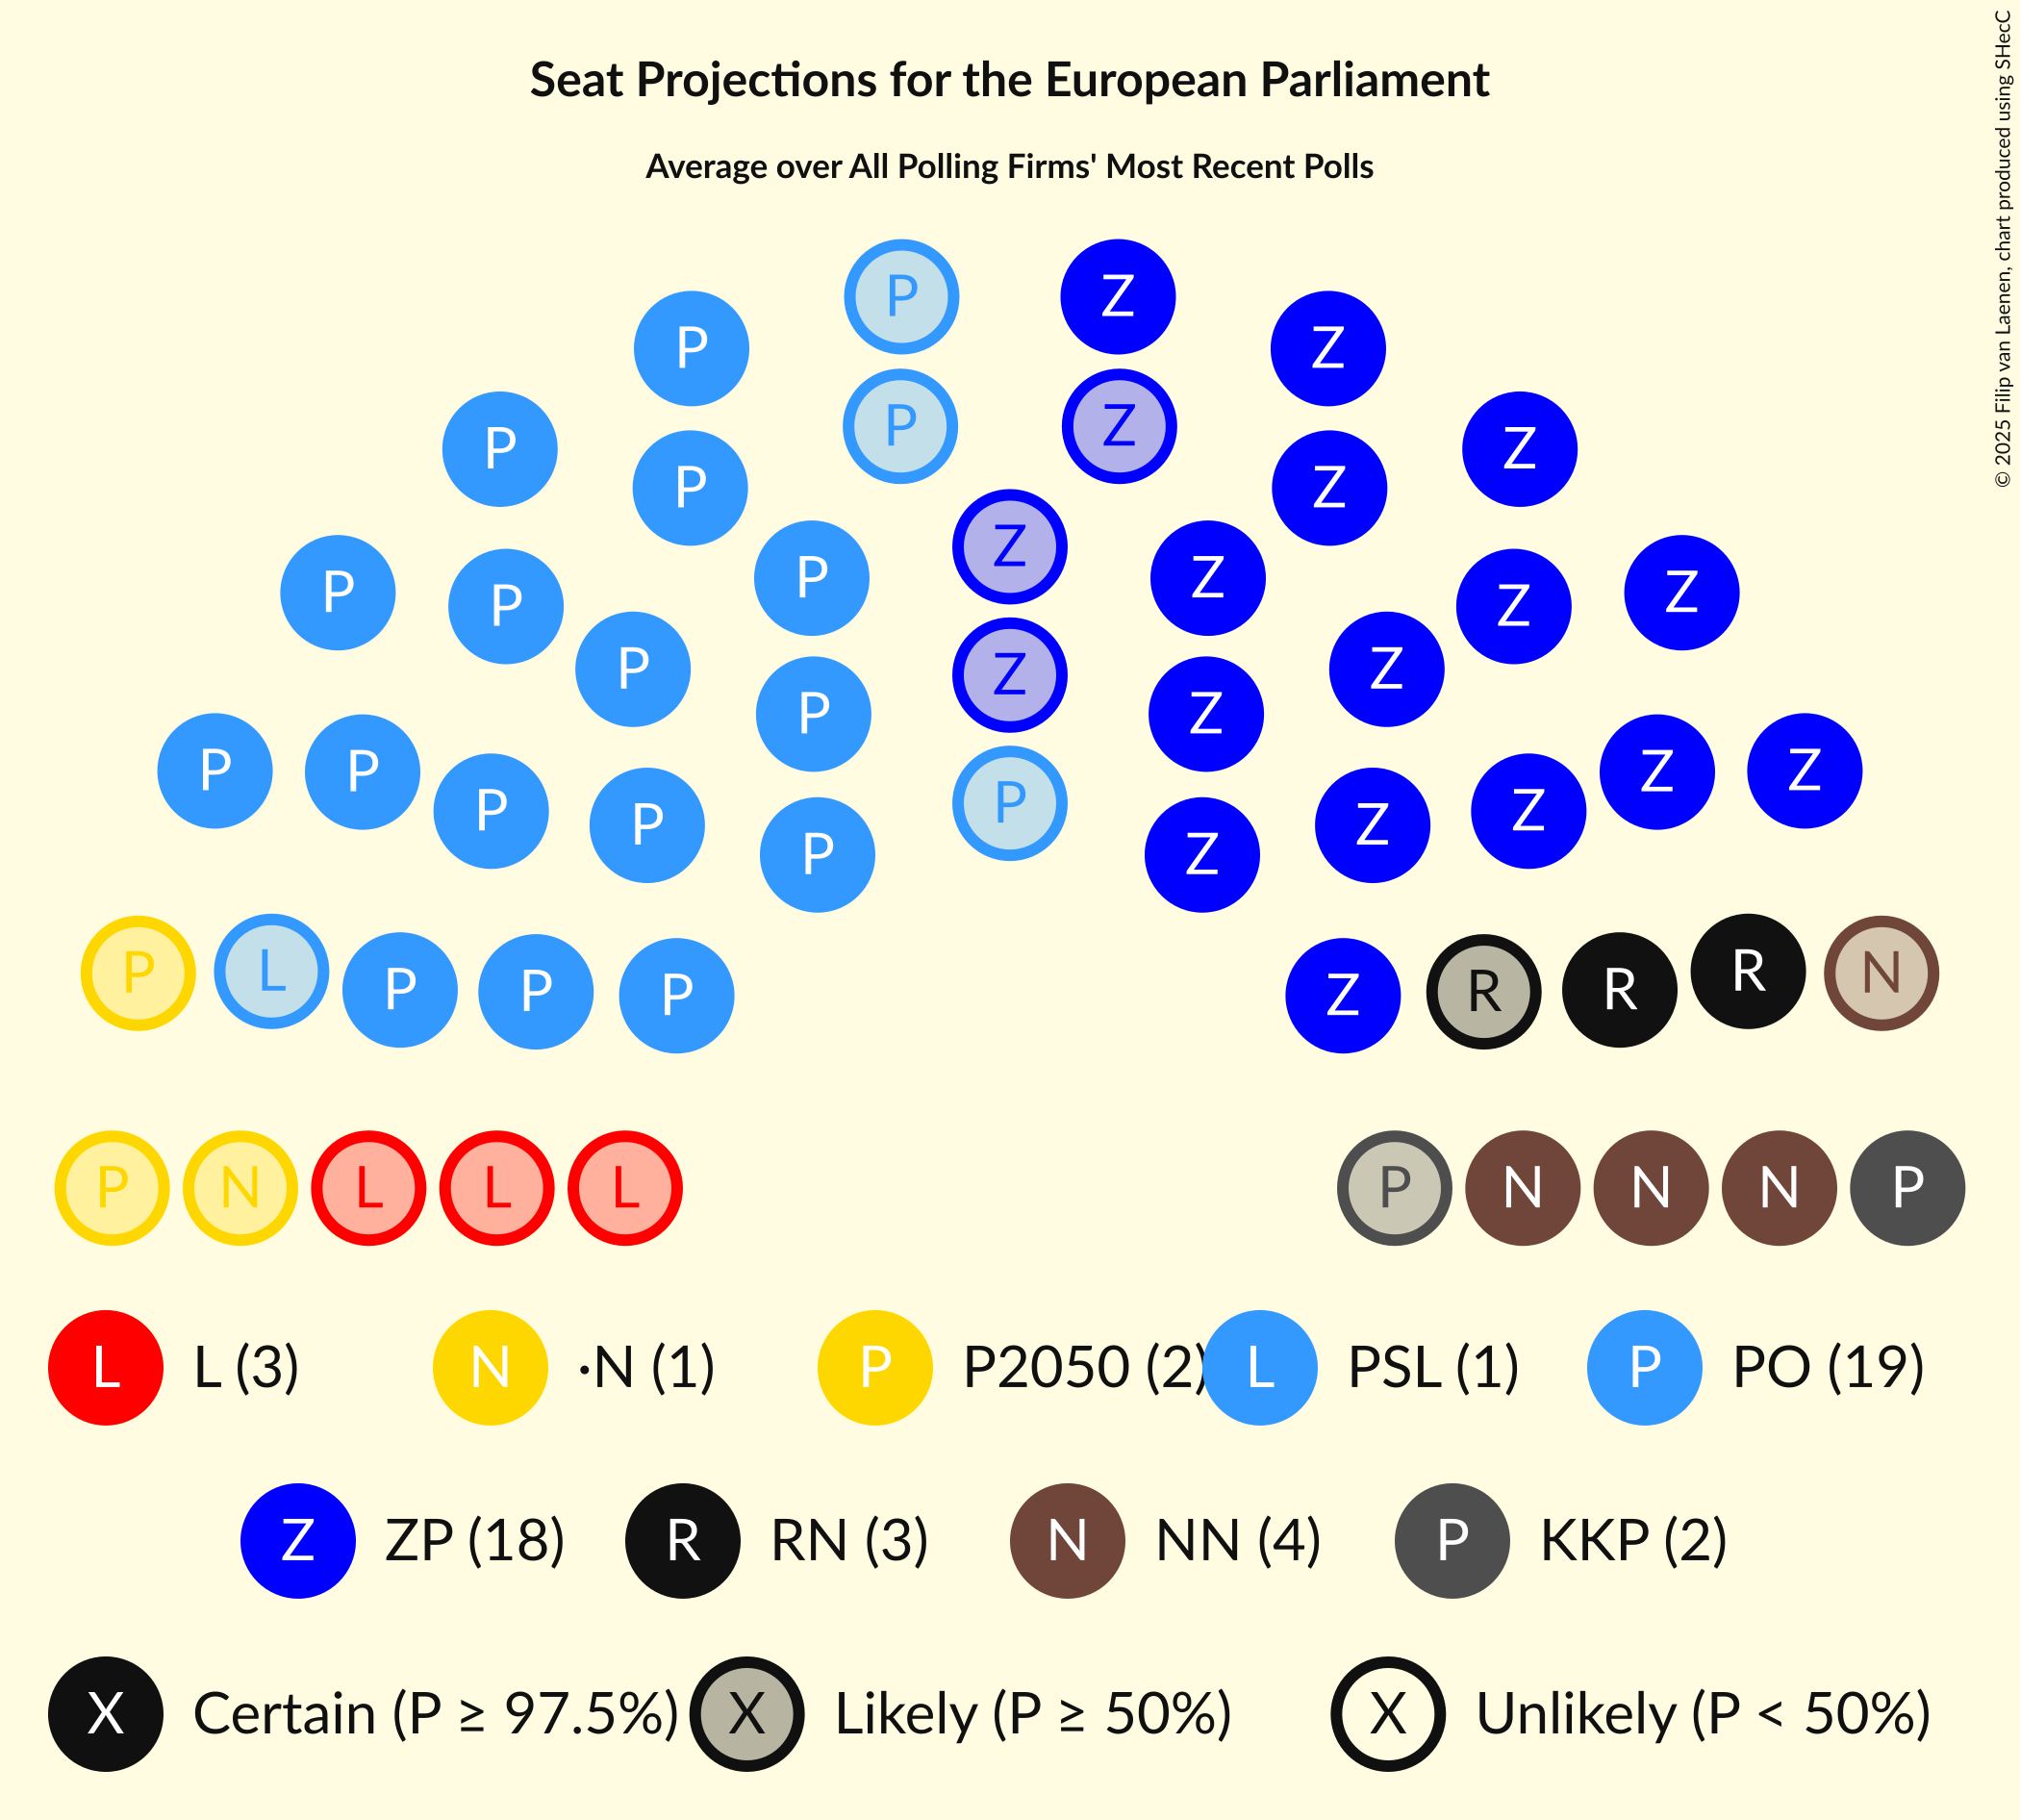 Seat Projections for the European Parliament
Average over All Polling Firms' Most Recent Polls
© 2025 Filip van Laenen, chart produced using SHecC
P Z
P P Z Z
P Z
P P Z Z
Z
P Z
P P Z Z
P Z
Z
P Z
P P Z Z
P P Z Z
P P Z Z
P L P P P Z R R R N
P N L L L P N N N P
L L (3) N ·N (1) P P2050 (2) L PSL (1) P PO (19)
Z ZP (18) R RN (3) N NN (4) P KKP (2)
X Certain (P ≥ 97.5%) X Likely (P ≥ 50%) X Unlikely (P < 50%)